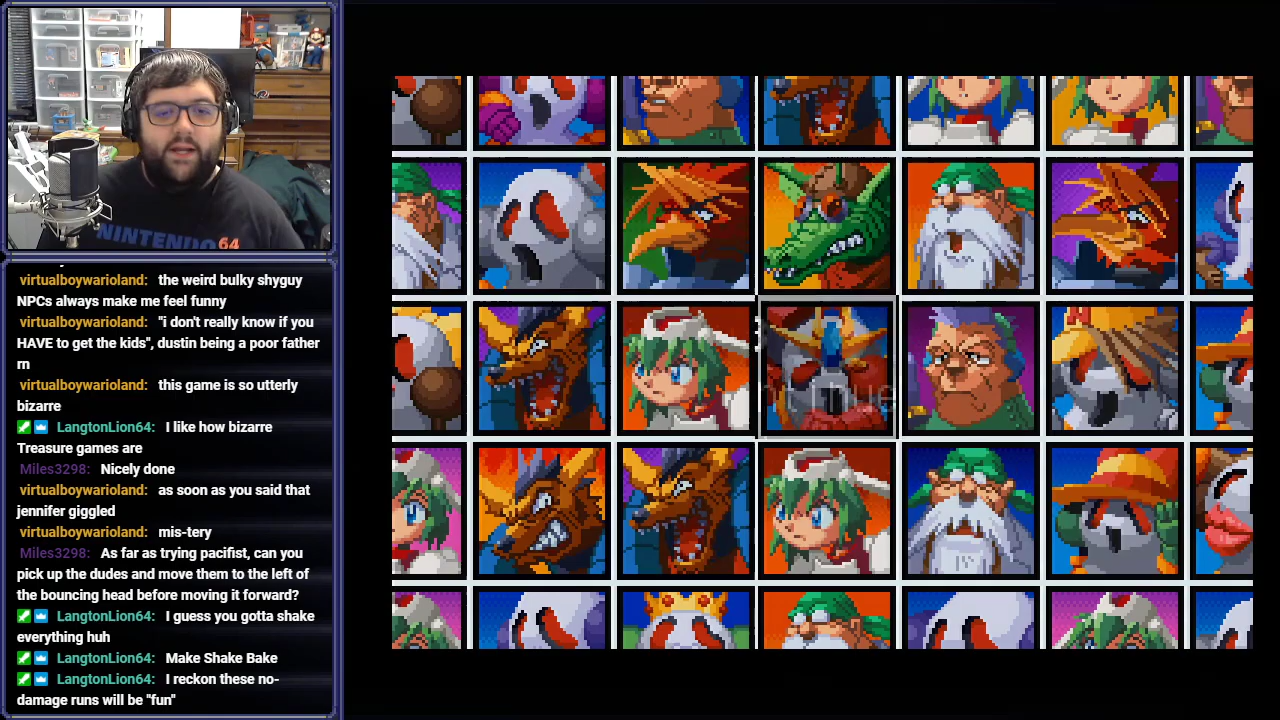 NINTENDO 64
virtualboywarioland: the weird bulky shyguy
NPCs always make me feel funny
virtualboywarioland: "i don't really know if you
HAVE to get the kids", dustin being a poor father
rn
virtualboywarioland: this game is so utterly
bizarre
LangtonLion64: I like how bizarre
Treasure games are
Miles3298: Nicely done
virtualboywarioland: as soon as you said that
jennifer giggled
virtualboywarioland: mis-tery
Miles3298: As far as trying pacifist, can you
pick up the dudes and move them to the left of
the bouncing head before moving it forward?
LangtonLion64: I guess you gotta shake
everything huh
LangtonLion64: Make Shake Bake
LangtonLion64: I reckon these no-
damage runs will be "fun"